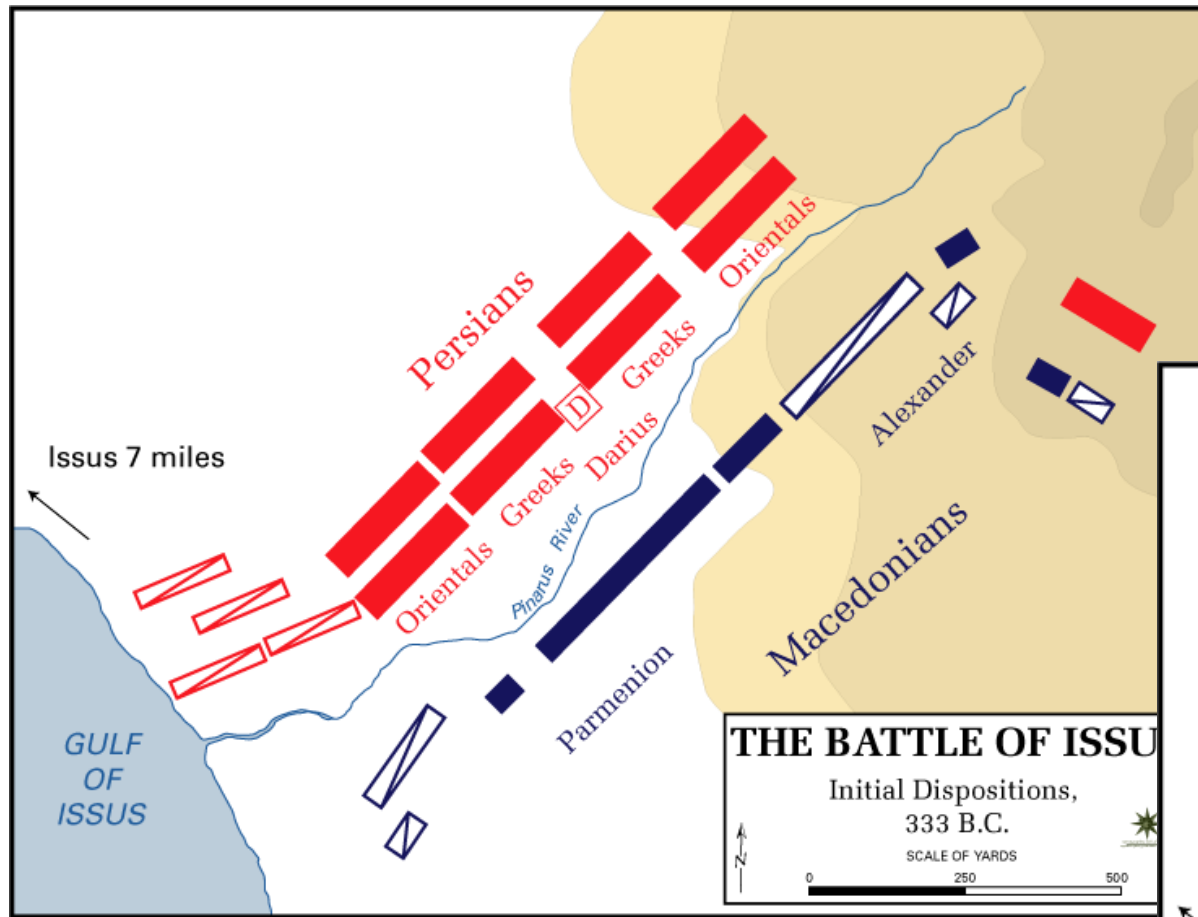 Orientals
Persians
Greeks
D
Darius
Greeks
Orientals
Issus 7 miles
Pinarus River
Alexander
Macedonians
Parmenion
GULF
OF
ISSUS
THE BATTLE OF ISSU
Initial Dispositions,
333 B.C.
SCALE OF YARDS
0 250 500
N